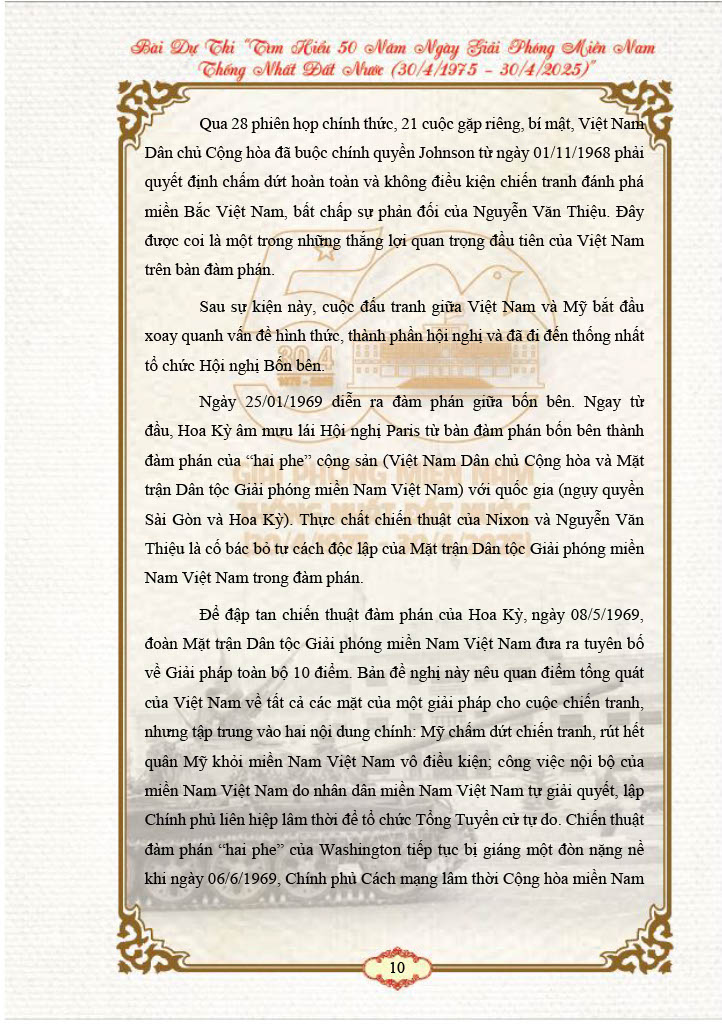 Bài Dự Thi “Tìm Hiểu 50 Năm Ngày Giải Phóng Miền Nam
Thống Nhất Đất Nước (30/4/1975 – 30/4/2025)”
Qua 28 phiên họp chính thức, 21 cuộc gặp riêng, bí mật, Việt Nam
Dân chủ Cộng hòa đã buộc chính quyền Johnson từ ngày 01/11/1968 phải
quyết định chấm dứt hoàn toàn và không điều kiện chiến tranh đánh phá
miền Bắc Việt Nam, bất chấp sự phản đối của Nguyễn Văn Thiệu. Đây
được coi là một trong những thắng lợi quan trọng đầu tiên của Việt Nam
trên bàn đàm phán.
Sau sự kiện này, cuộc đấu tranh giữa Việt Nam và Mỹ bắt đầu
xoay quanh vấn đề hình thức, thành phần hội nghị và đã đi đến thống nhất
tổ chức Hội nghị Bốn bên.
Ngày 25/01/1969 diễn ra đàm phán giữa bốn bên. Ngay từ
đầu, Hoa Kỳ âm mưu lái Hội nghị Paris từ bàn đàm phán bốn bên thành
đàm phán của “hai phe” cộng sản (Việt Nam Dân chủ Cộng hòa và Mặt
trận Dân tộc Giải phóng miền Nam Việt Nam) với quốc gia (ngụy quyền
Sài Gòn và Hoa Kỳ). Thực chất chiến thuật của Nixon và Nguyễn Văn
Thiệu là cố bác bỏ tư cách độc lập của Mặt trận Dân tộc Giải phóng miền
Nam Việt Nam trong đàm phán.
Để đập tan chiến thuật đàm phán của Hoa Kỳ, ngày 08/5/1969,
đoàn Mặt trận Dân tộc Giải phóng miền Nam Việt Nam đưa ra tuyên bố
về Giải pháp toàn bộ 10 điểm. Bản đề nghị này nêu quan điểm tổng quát
của Việt Nam về tất cả các mặt của một giải pháp cho cuộc chiến tranh,
nhưng tập trung vào hai nội dung chính: Mỹ chấm dứt chiến tranh, rút hết
quân Mỹ khỏi miền Nam Việt Nam vô điều kiện; công việc nội bộ của
miền Nam Việt Nam do nhân dân miền Nam Việt Nam tự giải quyết, lập
Chính phủ liên hiệp lâm thời để tổ chức Tổng Tuyển cử tự do. Chiến thuật
đàm phán “hai phe” của Washington tiếp tục bị giáng một đòn nặng nề
khi ngày 06/6/1969, Chính phủ Cách mạng lâm thời Cộng hòa miền Nam
50
30.4
1975 - 2025
GIẢI PHÓNG MIỀN NAM
THỐNG NHẤT ĐẤT NƯỚC
(30/4/1975 - 30/4/2025)
10